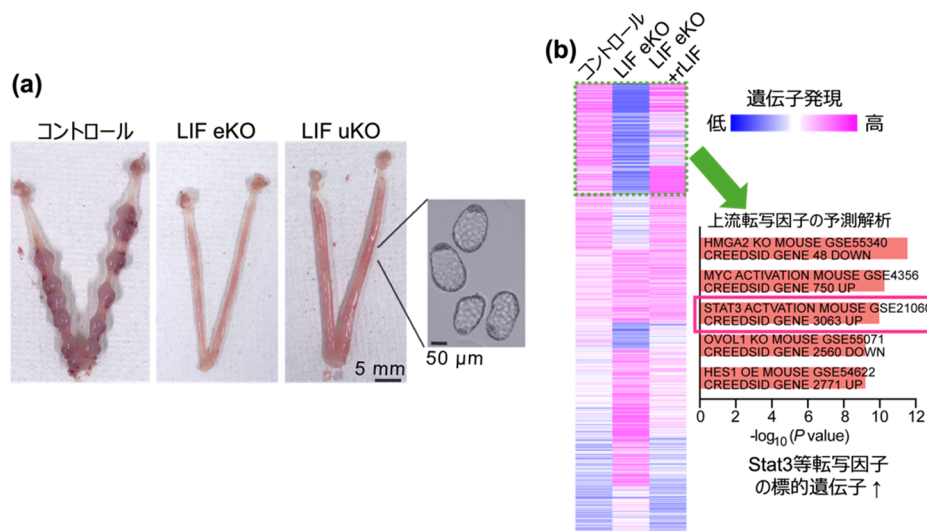 (a)
コントロール
LIF eKO
LIF uKO
50 μm
5 mm
(b)
コントロール
LIF eKO
LIF eKO
+rLIF
遺伝子発現
低
高
上流転写因子の予測解析
HMGA2 KO MOUSE GSE55340
CREEDSID GENE 48 DOWN
MYC ACTIVATION MOUSE GSE4356
CREEDSID GENE 750 UP
STAT3 ACTVATION MOUSE GSE21060
CREEDSID GENE 3063 UP
OVOL1 KO MOUSE GSE55071
CREEDSID GENE 2560 DOWN
HES1 OE MOUSE GSE54622
CREEDSID GENE 2771 UP
0 2 4 6 8 10 12
-log10(P value)
Stat3等転写因子
の標的遺伝子↑